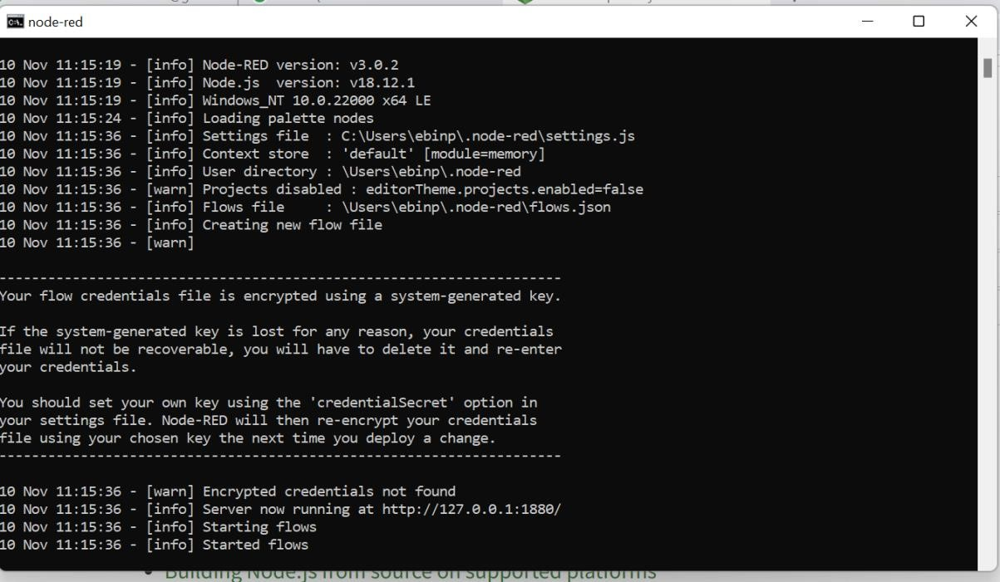 node-red
10 Nov 11:15:19 - [info] Node-RED version: v3.0.2
10 Nov 11:15:19 - [info] Node.js  version: v18.12.1
10 Nov 11:15:19 - [info] Windows_NT 10.0.22000 x64 LE
10 Nov 11:15:24 - [info] Loading palette nodes
10 Nov 11:15:36 - [info] Settings file  : C:\Users\ebinp\.node-red\settings.js
10 Nov 11:15:36 - [info] Context store  : 'default' [module=memory]
10 Nov 11:15:36 - [info] User directory : \Users\ebinp\.node-red
10 Nov 11:15:36 - [warn] Projects disabled : editorTheme.projects.enabled=false
10 Nov 11:15:36 - [info] Flows file     : \Users\ebinp\.node-red\flows.json
10 Nov 11:15:36 - [info] Creating new flow file
10 Nov 11:15:36 - [warn]
---------------------------------------------------------------------
Your flow credentials file is encrypted using a system-generated key.
If the system-generated key is lost for any reason, your credentials
file will not be recoverable, you will have to delete it and re-enter
your credentials.
You should set your own key using the 'credentialSecret' option in
your settings file. Node-RED will then re-encrypt your credentials
file using your chosen key the next time you deploy a change.
---------------------------------------------------------------------
10 Nov 11:15:36 - [warn] Encrypted credentials not found
10 Nov 11:15:36 - [info] Server now running at http://127.0.0.1:1880/
10 Nov 11:15:36 - [info] Starting flows
10 Nov 11:15:36 - [info] Started flows
Building Node.js from source on supported platforms